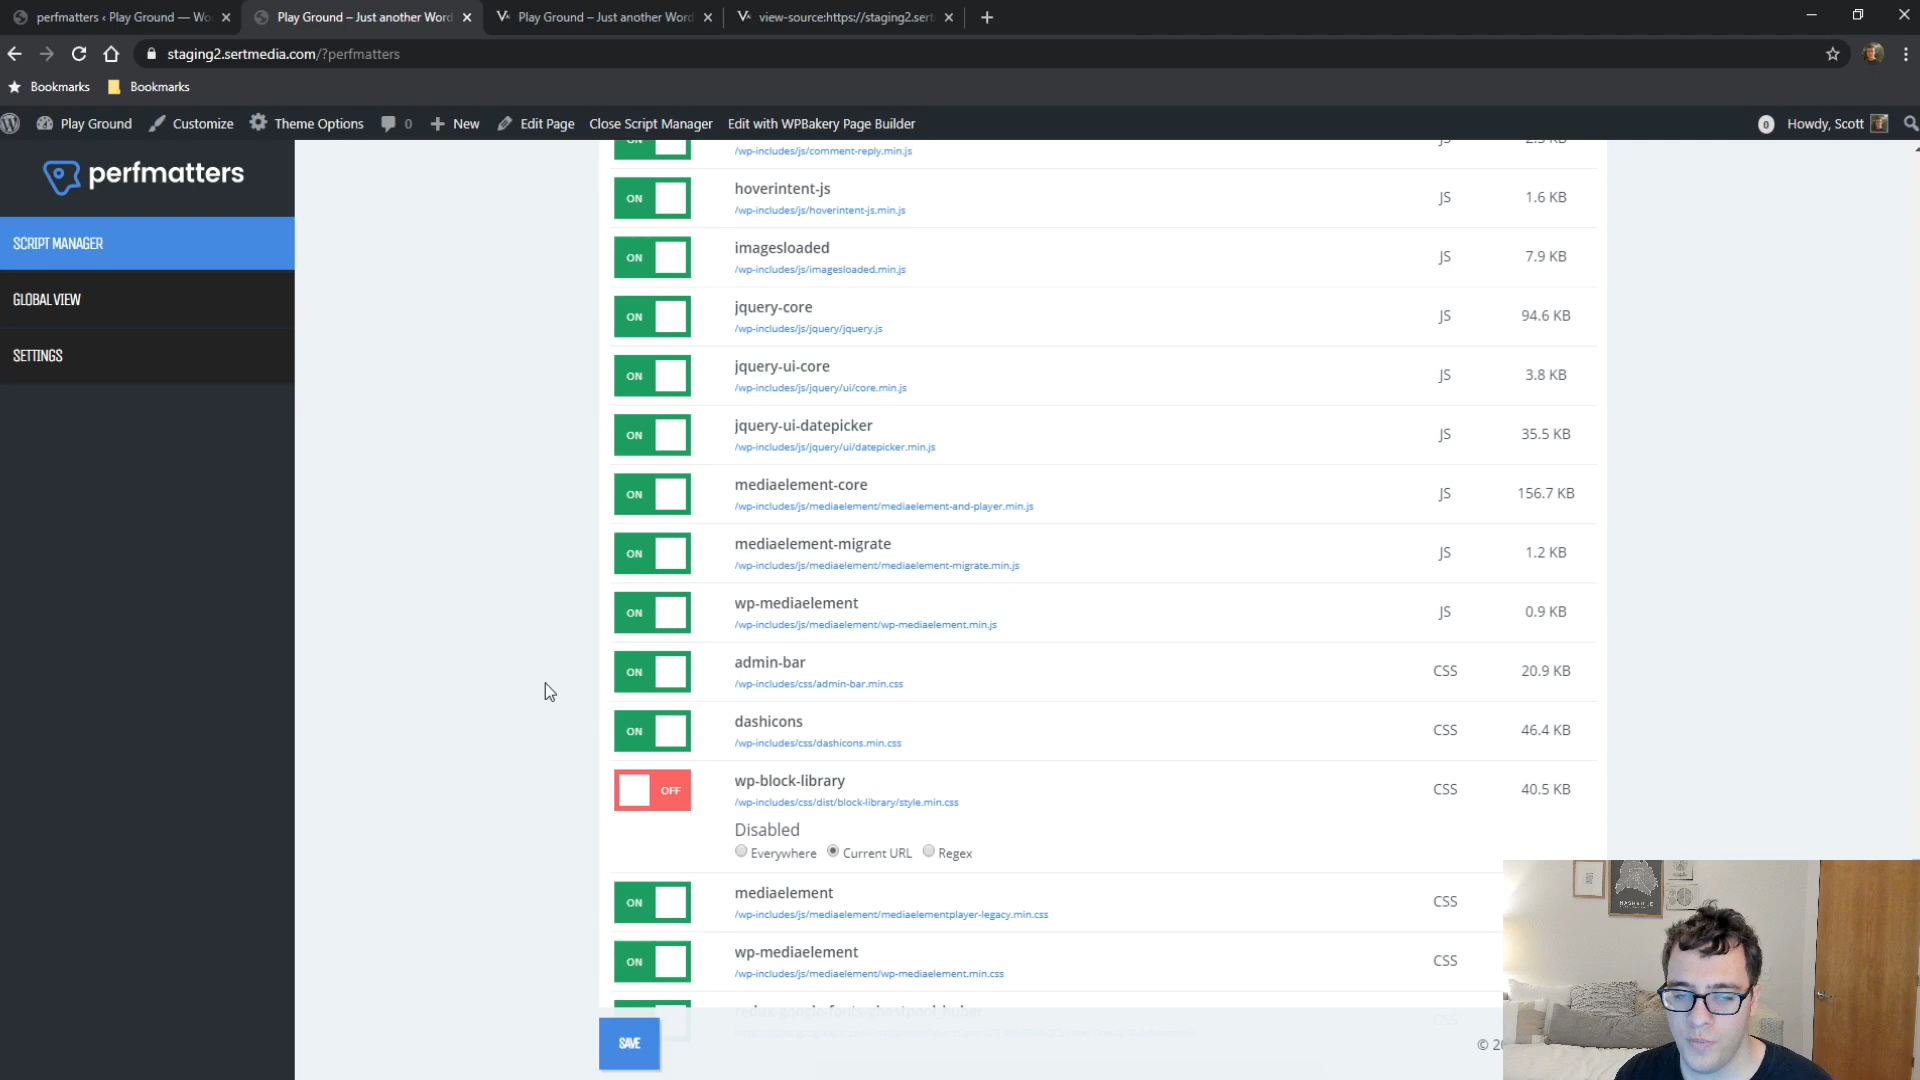 perfmatters ‹ Play Ground — Wo
Play Ground – Just another Word
Play Ground – Just another Word
view-source:https://staging2.sert
staging2.sertmedia.com/?perfmatters
Bookmarks
Bookmarks
Play Ground
Customize
Theme Options
0
New
Edit Page
Close Script Manager
Edit with WPBakery Page Builder
0
Howdy, Scott
perfmatters
SCRIPT MANAGER
GLOBAL VIEW
SETTINGS
ON
/wp-includes/js/comment-reply.min.js
JS
ON
hoverintent-js
/wp-includes/js/hoverintent-js.min.js
JS
1.6 KB
ON
imagesloaded
/wp-includes/js/imagesloaded.min.js
JS
7.9 KB
ON
jquery-core
/wp-includes/js/jquery/jquery.js
JS
94.6 KB
ON
jquery-ui-core
/wp-includes/js/jquery/ui/core.min.js
JS
3.8 KB
ON
jquery-ui-datepicker
/wp-includes/js/jquery/ui/datepicker.min.js
JS
35.5 KB
ON
mediaelement-core
/wp-includes/js/mediaelement/mediaelement-and-player.min.js
JS
156.7 KB
ON
mediaelement-migrate
/wp-includes/js/mediaelement/mediaelement-migrate.min.js
JS
1.2 KB
ON
wp-mediaelement
/wp-includes/js/mediaelement/wp-mediaelement.min.js
JS
0.9 KB
ON
admin-bar
/wp-includes/css/admin-bar.min.css
CSS
20.9 KB
ON
dashicons
/wp-includes/css/dashicons.min.css
CSS
46.4 KB
OFF
wp-block-library
/wp-includes/css/dist/block-library/style.min.css
CSS
40.5 KB
Disabled
Everywhere
Current URL
Regex
ON
mediaelement
/wp-includes/js/mediaelement/mediaelementplayer-legacy.min.css
CSS
ON
wp-mediaelement
/wp-includes/js/mediaelement/wp-mediaelement.min.css
CSS
CSS
SAVE
© 20
NASHVILLE